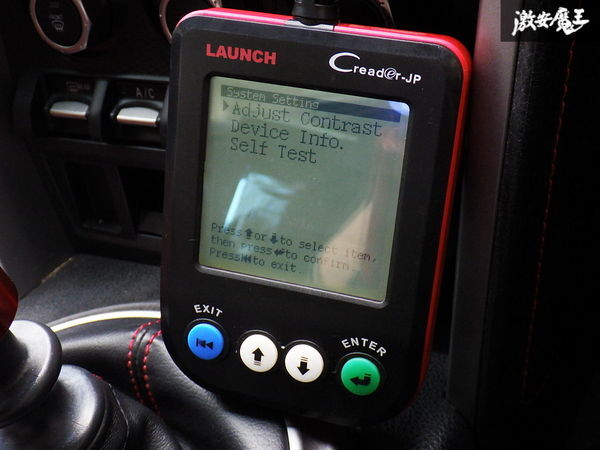 激安魔王
A/C
LAUNCH
Creader-JP
System Setting
Adjust Contrast
Device Info.
Self Test
Press⬆or⬇to select item,
then press↵to confirm.
Press⏮to exit.
EXIT
ENTER